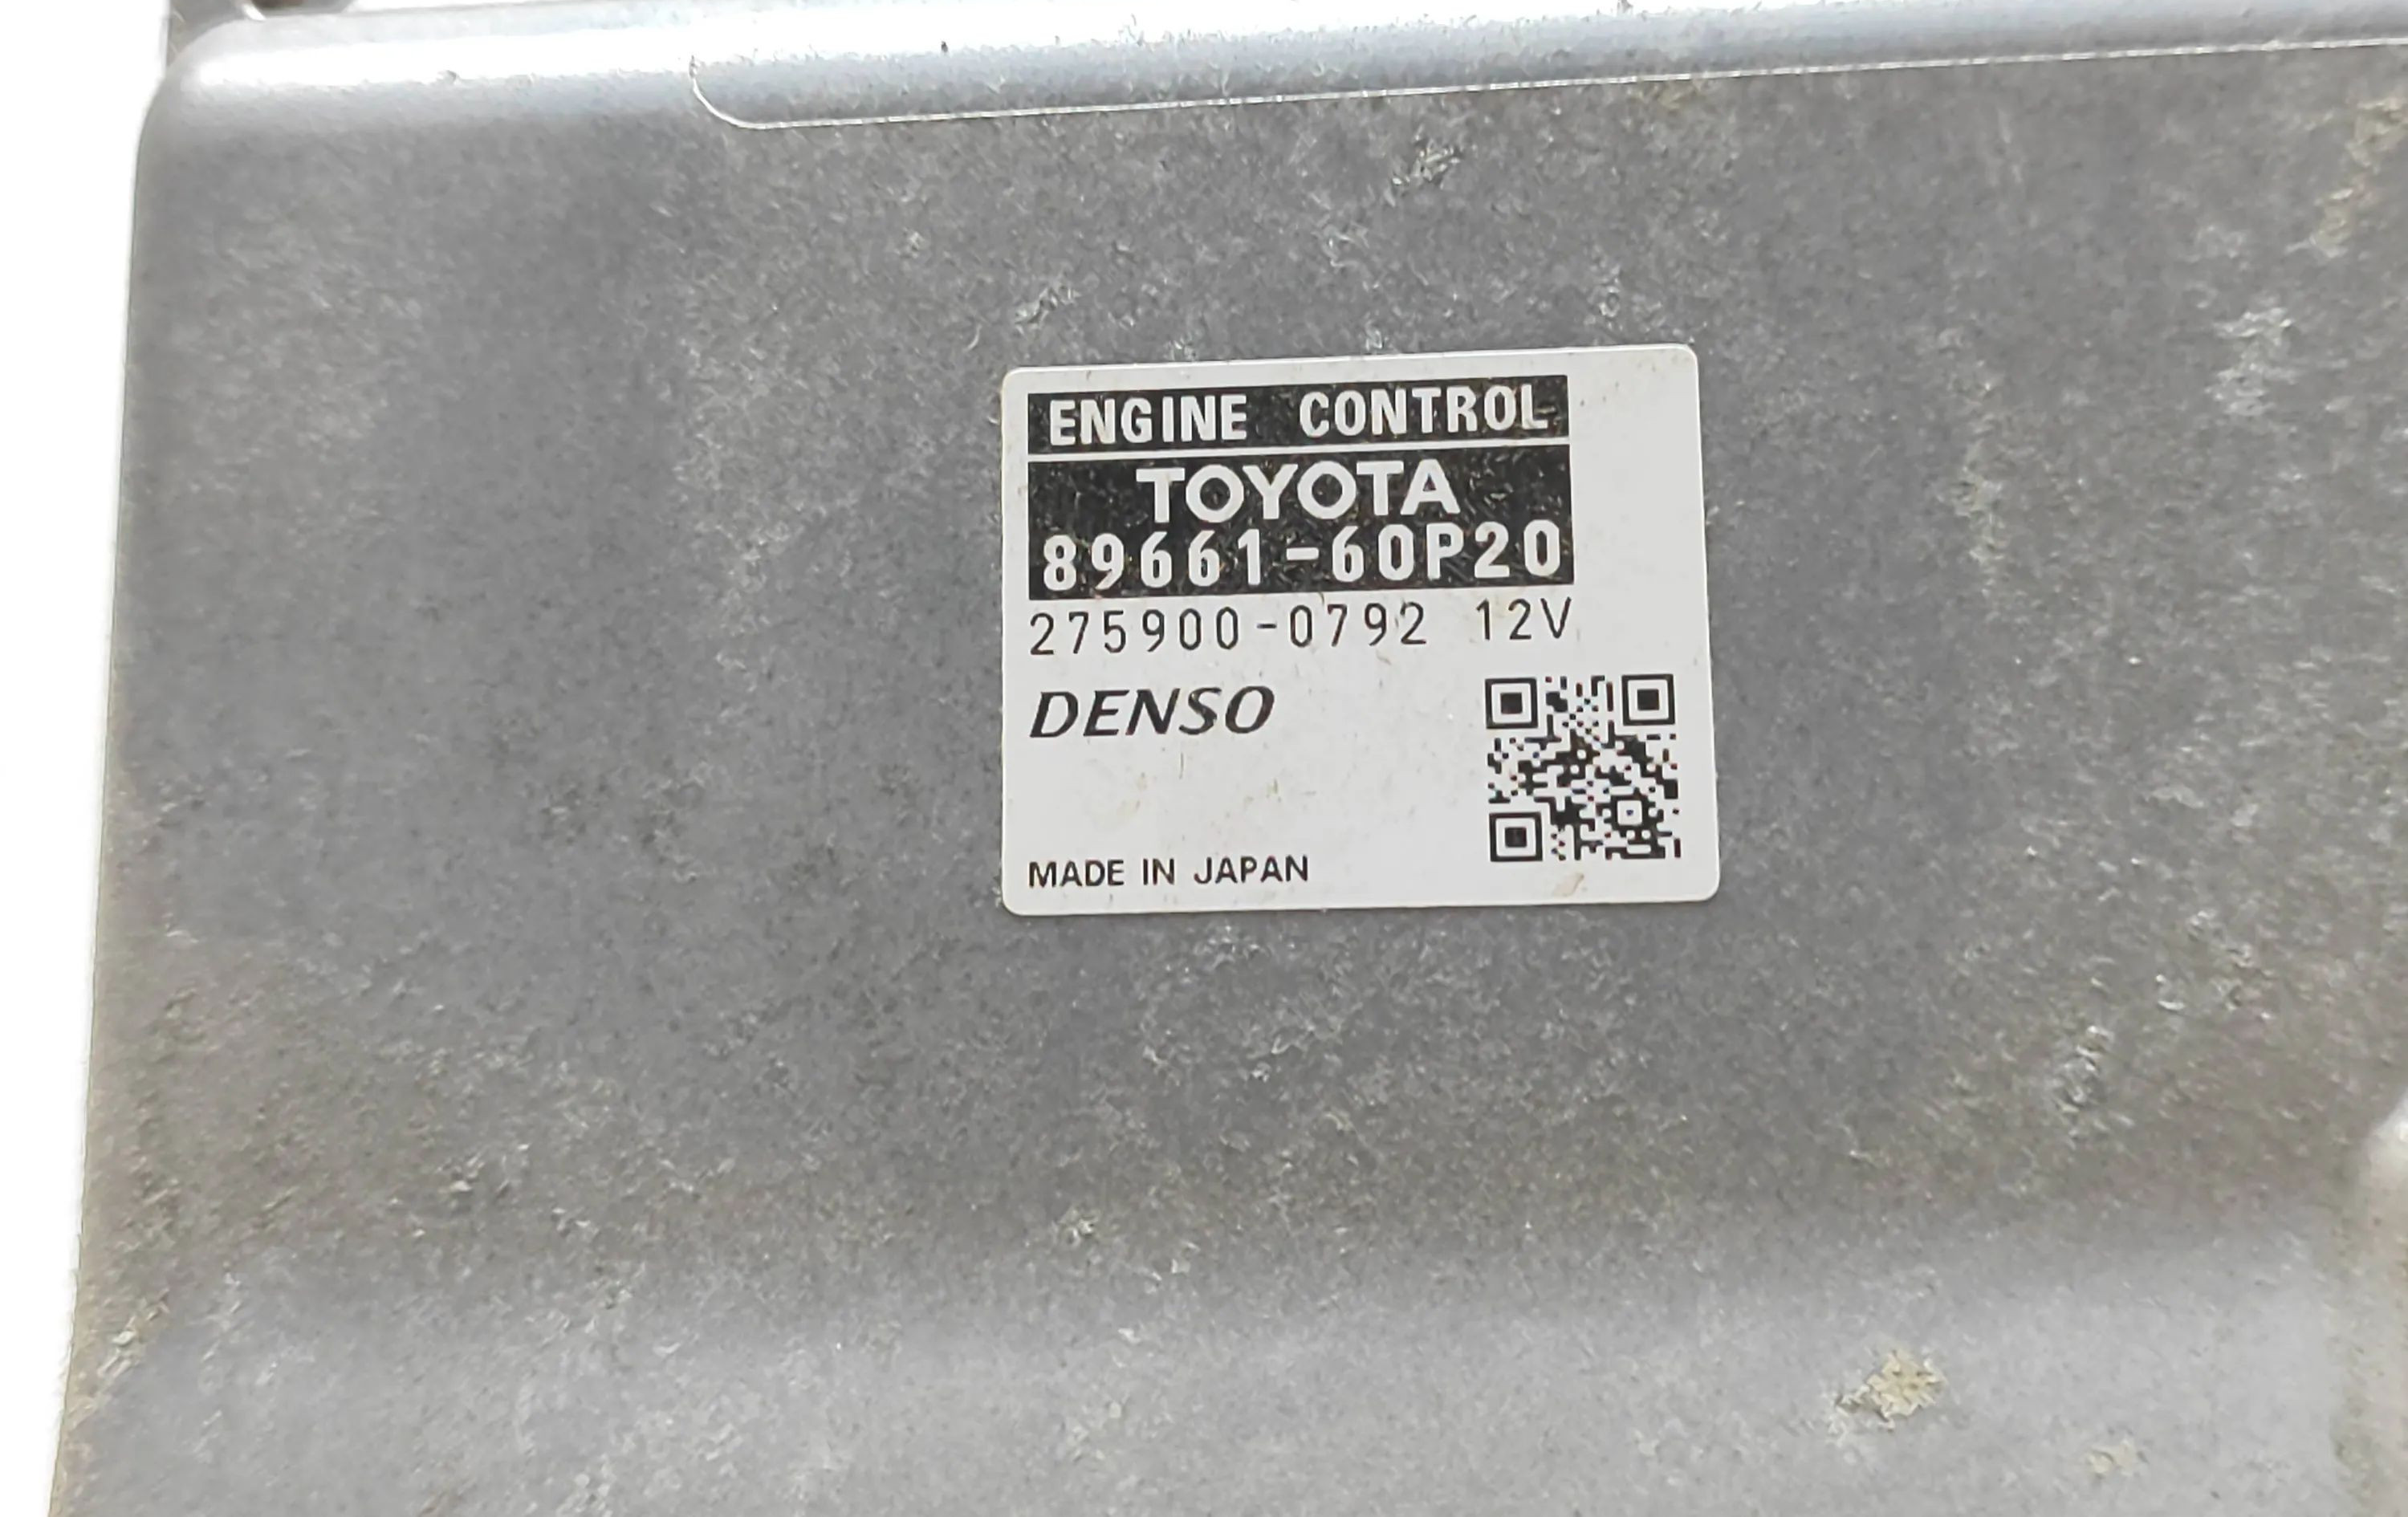 ENGINE CONTROL
TOYOTA
89661-60P20
275900-0792 12V
DENSO
MADE IN JAPAN